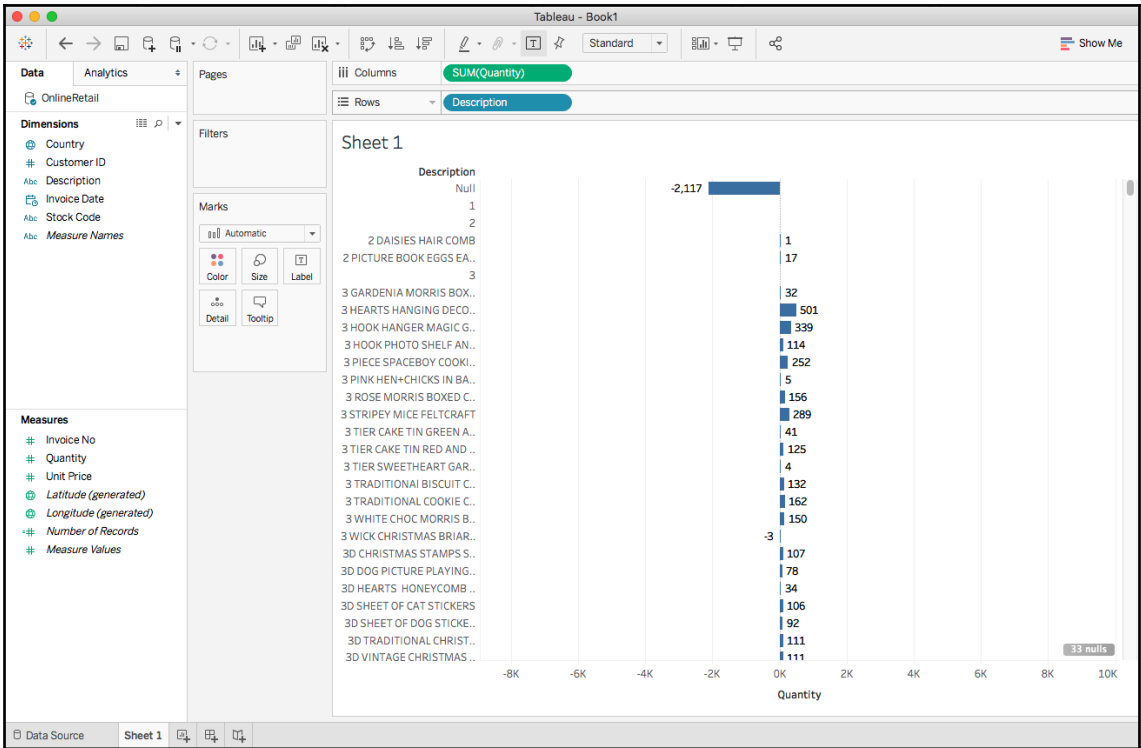 Tableau - Book1
Standard
Show Me
Data Analytics
OnlineRetail
Dimensions
Country
Customer ID
Abc Description
Invoice Date
Abc Stock Code
Abc Measure Names
Measures
Invoice No
Quantity
Unit Price
Latitude (generated)
Longitude (generated)
Number of Records
Measure Values
Pages
Filters
Marks
Automatic
Color Size Label
Detail Tooltip
Columns SUM(Quantity)
Rows Description
Sheet 1
Description
Null -2,117
1
2
2 DAISIES HAIR COMB 1
2 PICTURE BOOK EGGS EA.. 17
3
3 GARDENIA MORRIS BOX.. 32
3 HEARTS HANGING DECO.. 501
3 HOOK HANGER MAGIC G.. 339
3 HOOK PHOTO SHELF AN.. 114
3 PIECE SPACEBOY COOKI.. 252
3 PINK HEN+CHICKS IN BA.. 5
3 ROSE MORRIS BOXED C.. 156
3 STRIPEY MICE FELTCRAFT 289
3 TIER CAKE TIN GREEN A.. 41
3 TIER CAKE TIN RED AND .. 125
3 TIER SWEETHEART GAR.. 4
3 TRADITIONAl BISCUIT C.. 132
3 TRADITIONAL COOKIE C.. 162
3 WHITE CHOC MORRIS B.. 150
3 WICK CHRISTMAS BRIAR.. -3
3D CHRISTMAS STAMPS S.. 107
3D DOG PICTURE PLAYING.. 78
3D HEARTS HONEYCOMB .. 34
3D SHEET OF CAT STICKERS 106
3D SHEET OF DOG STICKE.. 92
3D TRADITIONAL CHRIST.. 111
3D VINTAGE CHRISTMAS .. 111
33 nulls
-8K -6K -4K -2K 0K 2K 4K 6K 8K 10K
Quantity
Data Source Sheet 1